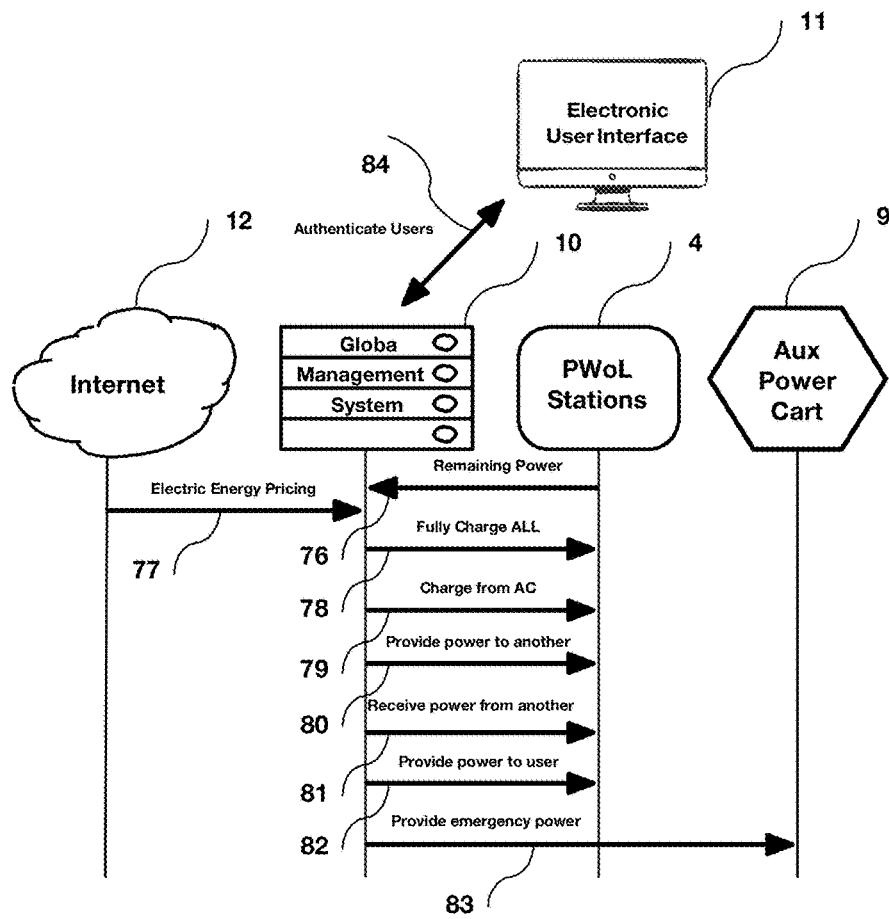 11
Electronic
User Interface
84
Authenticate Users
12
10
4
9
Internet
Globa
Management
System
PWoL
Stations
Aux
Power
Cart
Remaining Power
Electric Energy Pricing
76
77
Fully Charge ALL
78
Charge from AC
79
Provide power to another
80
Receive power from another
81
Provide power to user
82
Provide emergency power
83